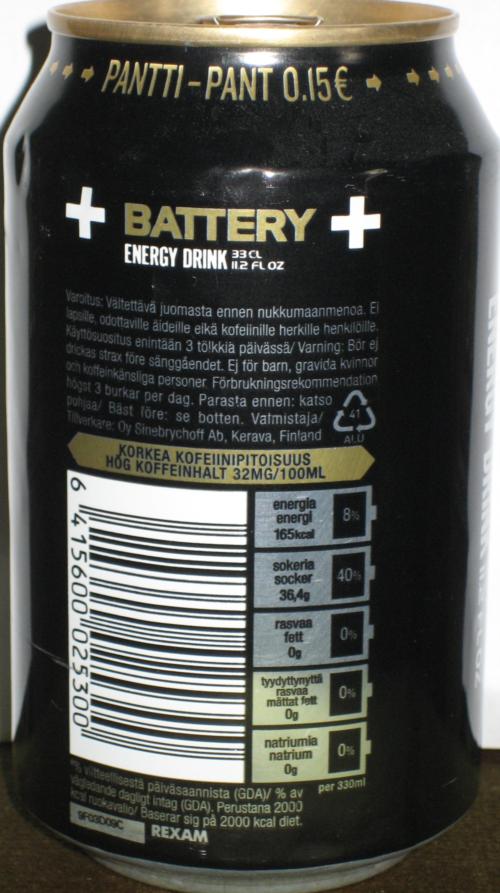 PANTTI-PANT 0.15€
BATTERY
ENERGY DRINK 33 CL
11.2 FL OZ
Varoitus: Vältettävä juomasta ennen nukkumaanmenoa. Ei
lapsille, odottaville äideille eikä kofeiinille herkille henkilöille.
Käyttösuositus enintään 3 tölkkiä päivässä/ Varning: Bör ej
drickas strax före sänggåendet. Ej för barn, gravida kvinnor
och koffeinkänsliga personer. Förbrukningsrekommendation
högst 3 burkar per dag. Parasta ennen: katso
pohjaa/ Bäst före: se botten. Valmistaja/
Tillverkare: Oy Sinebrychoff Ab, Kerava, Finland
41
ALU
KORKEA KOFEIINIPITOISUUS
HÖG KOFFEINHALT 32MG/100ML
6 415600 025300
energia
energi
165kcal
8%
sokeria
socker
36,4g
40%
rasvaa
fett
0g
0%
tyydyttynyttä
rasvaa
mättat fett
0g
0%
natriumia
natrium
0g
0%
per 330ml
*% viitteellisestä päiväsaannista (GDA)/ % av
vägledande dagligt intag (GDA). Perustana 2000
kcal ruokavalio/ Baserar sig på 2000 kcal diet.
9F03D09C
REXAM